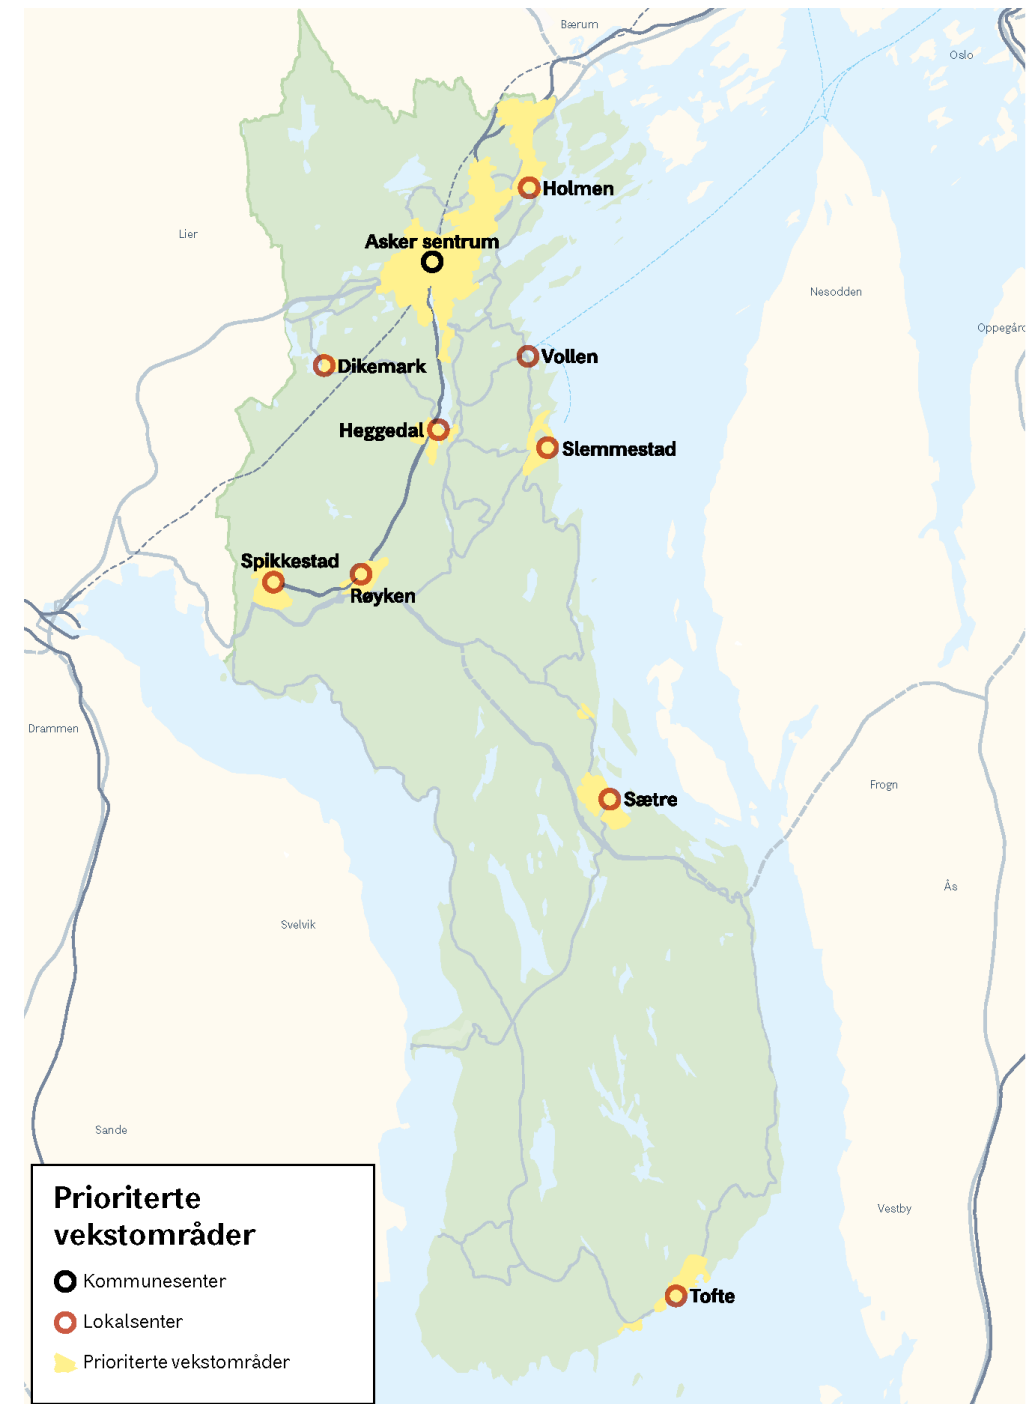 Bærum
Oslo
Holmen
Lier
Asker sentrum
Nesodden
Oppegård
Vollen
Dikemark
Heggedal
Slemmestad
Spikkestad
Røyken
Drammen
Frogn
Sætre
Ås
Svelvik
Sande
Vestby
Tofte
Prioriterte
vekstområder
Kommunesenter
Lokalsenter
Prioriterte vekstområder